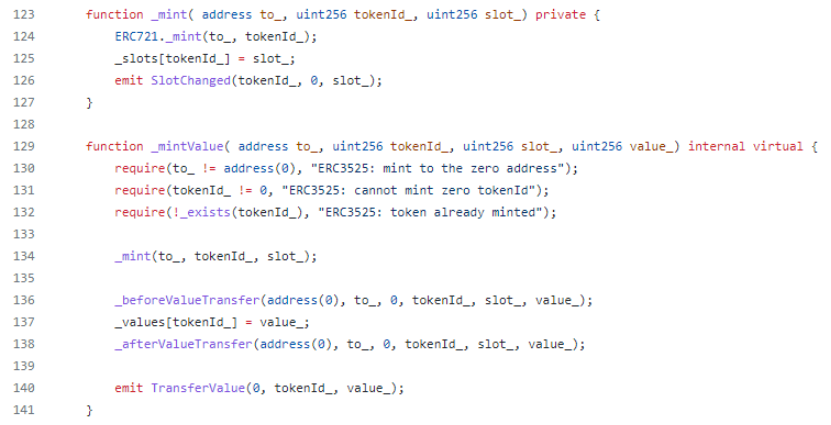 123 function _mint( address to_, uint256 tokenId_, uint256 slot_) private {
124 ERC721._mint(to_, tokenId_);
125 _slots[tokenId_] = slot_;
126 emit SlotChanged(tokenId_, 0, slot_);
127 }
128
129 function _mintValue( address to_, uint256 tokenId_, uint256 slot_, uint256 value_) internal virtual {
130 require(to_ != address(0), "ERC3525: mint to the zero address");
131 require(tokenId_ != 0, "ERC3525: cannot mint zero tokenId");
132 require(!_exists(tokenId_), "ERC3525: token already minted");
133
134 _mint(to_, tokenId_, slot_);
135
136 _beforeValueTransfer(address(0), to_, 0, tokenId_, slot_, value_);
137 _values[tokenId_] = value_;
138 _afterValueTransfer(address(0), to_, 0, tokenId_, slot_, value_);
139
140 emit TransferValue(0, tokenId_, value_);
141 }